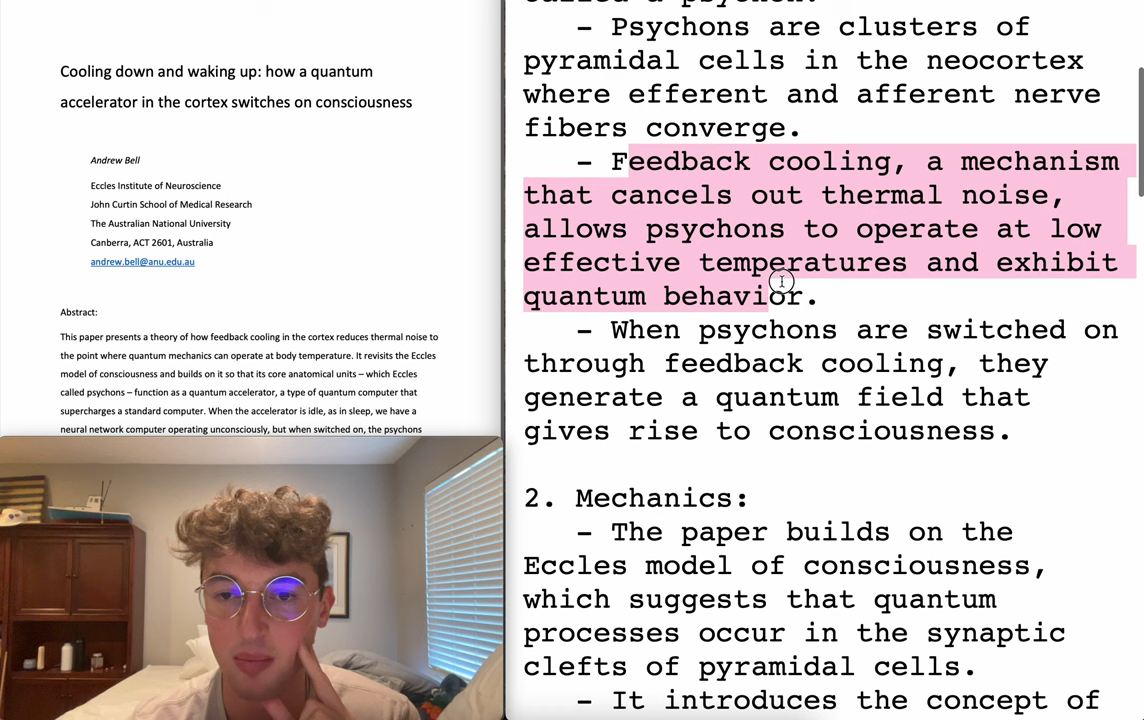 Cooling down and waking up: how a quantum
accelerator in the cortex switches on consciousness
Andrew Bell
Eccles Institute of Neuroscience
John Curtin School of Medical Research
The Australian National University
Canberra, ACT 2601, Australia
andrew.bell@anu.edu.au
Abstract:
This paper presents a theory of how feedback cooling in the cortex reduces thermal noise to
the point where quantum mechanics can operate at body temperature. It revisits the Eccles
model of consciousness and builds on it so that its core anatomical units – which Eccles
called psychons – function as a quantum accelerator, a type of quantum computer that
supercharges a standard computer. When the accelerator is idle, as in sleep, we have a
neural network computer operating unconsciously, but when switched on, the psychons
- Psychons are clusters of
pyramidal cells in the neocortex
where efferent and afferent nerve
fibers converge.
- Feedback cooling, a mechanism
that cancels out thermal noise,
allows psychons to operate at low
effective temperatures and exhibit
quantum behavior.
- When psychons are switched on
through feedback cooling, they
generate a quantum field that
gives rise to consciousness.
2. Mechanics:
- The paper builds on the
Eccles model of consciousness,
which suggests that quantum
processes occur in the synaptic
clefts of pyramidal cells.
- It introduces the concept of